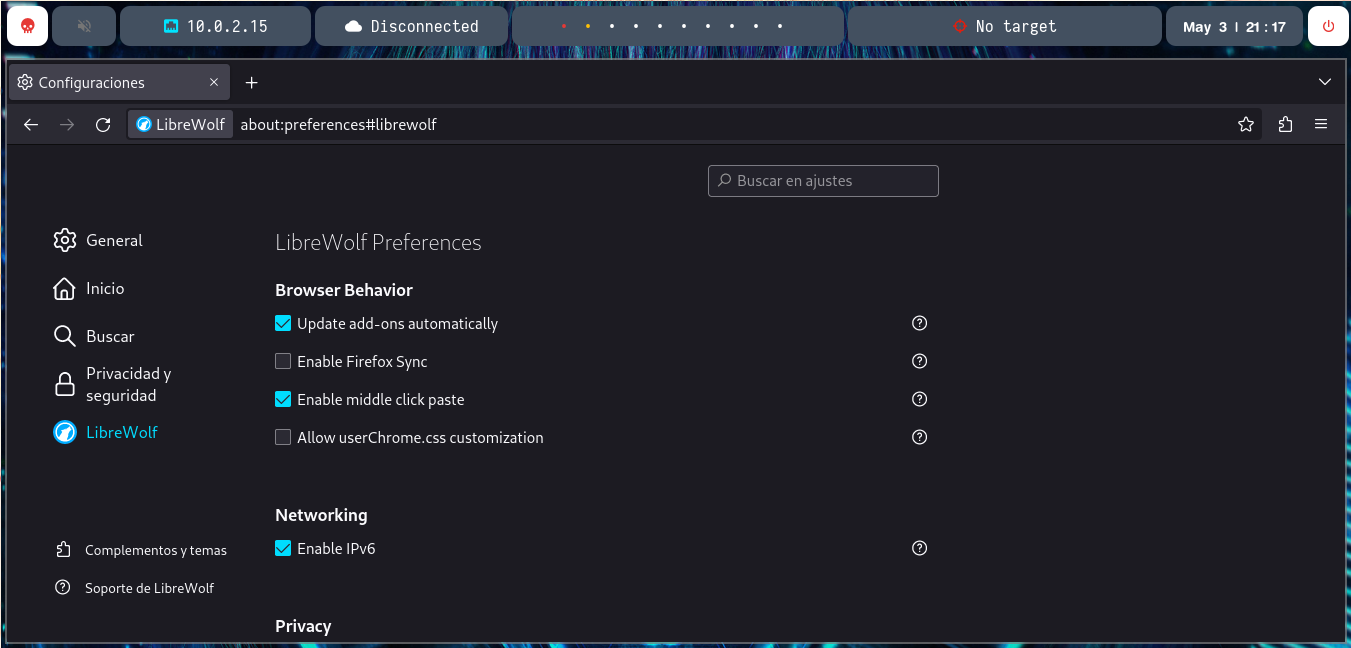 10.0.2.15
Disconnected
No target
May 3 | 21:17
Configuraciones
LibreWolf
about:preferences#librewolf
Buscar en ajustes
General
Inicio
Buscar
Privacidad y
seguridad
LibreWolf
Complementos y temas
Soporte de LibreWolf
LibreWolf Preferences
Browser Behavior
Update add-ons automatically
Enable Firefox Sync
Enable middle click paste
Allow userChrome.css customization
Networking
Enable IPv6
Privacy